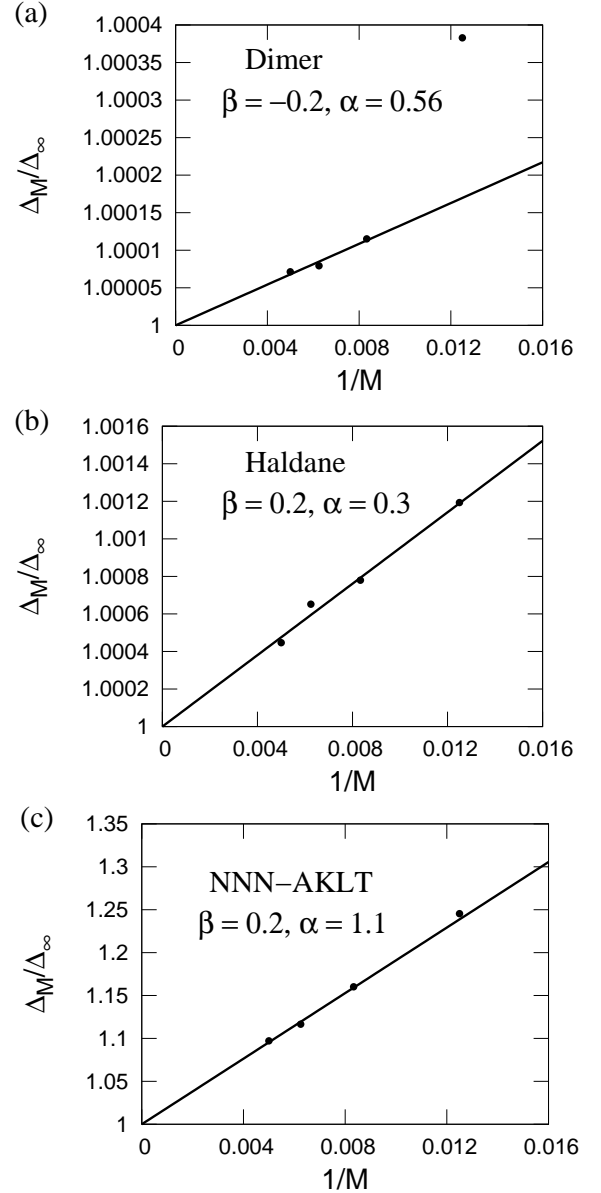 (a)
1.0004
1.00035
1.0003
1.00025
1.0002
1.00015
1.0001
1.00005
1
Δ_M/Δ_∞
Dimer
β = −0.2, α = 0.56
0 0.004 0.008 0.012 0.016
1/M
(b)
1.0016
1.0014
1.0012
1.001
1.0008
1.0006
1.0004
1.0002
1
Δ_M/Δ_∞
Haldane
β = 0.2, α = 0.3
0 0.004 0.008 0.012 0.016
1/M
(c)
1.35
1.3
1.25
1.2
1.15
1.1
1.05
1
Δ_M/Δ_∞
NNN−AKLT
β = 0.2, α = 1.1
0 0.004 0.008 0.012 0.016
1/M